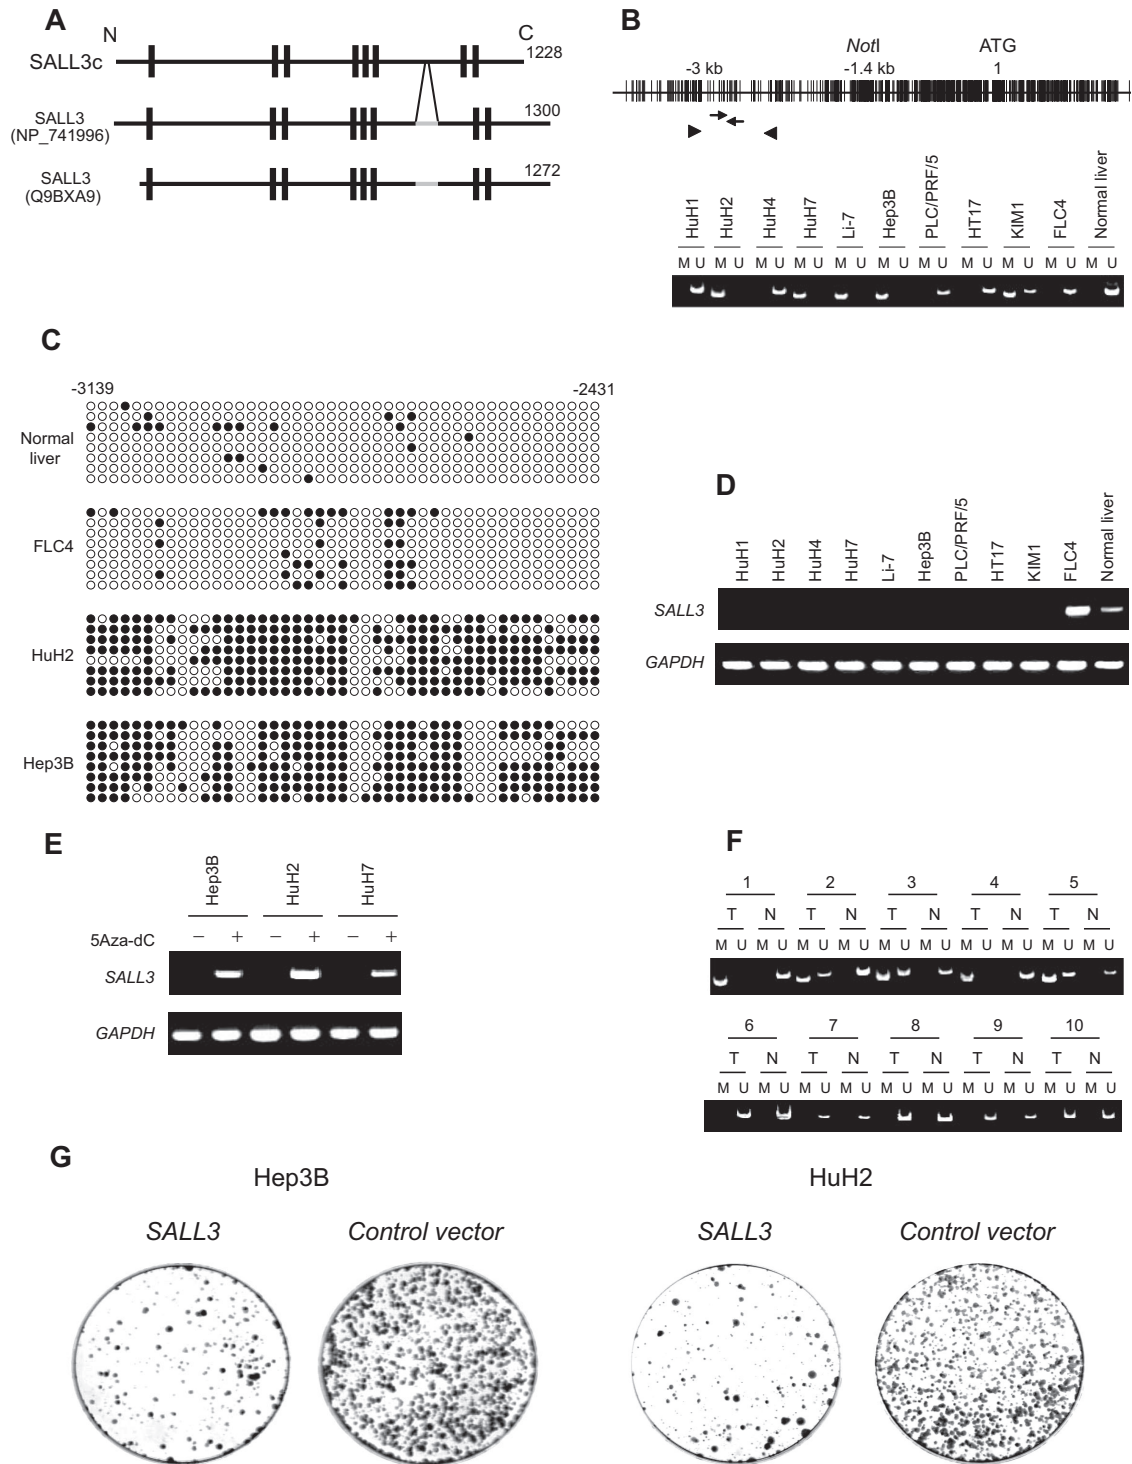 A
N
C
SALL3c
1228
SALL3
(NP_741996)
1300
SALL3
(Q9BXA9)
1272
B
NotI
ATG
-3 kb
-1.4 kb
1
HuH1
HuH2
HuH4
HuH7
Li-7
Hep3B
PLC/PRF/5
HT17
KIM1
FLC4
Normal liver
M U M U M U M U M U M U M U M U M U M U M U
C
-3139
-2431
Normal
liver
FLC4
HuH2
Hep3B
D
HuH1
HuH2
HuH4
HuH7
Li-7
Hep3B
PLC/PRF/5
HT17
KIM1
FLC4
Normal liver
SALL3
GAPDH
E
Hep3B
HuH2
HuH7
5Aza-dC − + − + − +
SALL3
GAPDH
F
1 2 3 4 5
T N T N T N T N T N
M U M U M U M U M U M U M U M U M U M U
6 7 8 9 10
T N T N T N T N T N
M U M U M U M U M U M U M U M U M U M U
G
Hep3B
HuH2
SALL3
Control vector
SALL3
Control vector